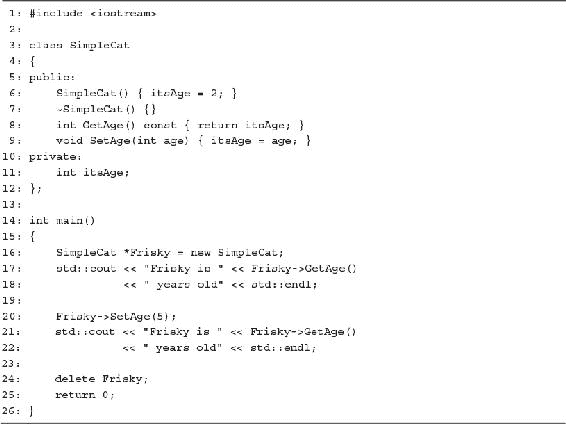 1: #include <iostream>
2:
3: class SimpleCat
4: {
5: public:
6:     SimpleCat() { itsAge = 2; }
7:     ~SimpleCat() {}
8:     int GetAge() const { return itsAge; }
9:     void SetAge(int age) { itsAge = age; }
10: private:
11:     int itsAge;
12: };
13:
14: int main()
15: {
16:     SimpleCat *Frisky = new SimpleCat;
17:     std::cout << "Frisky is " << Frisky->GetAge()
18:               << " years old" << std::endl;
19:
20:     Frisky->SetAge(5);
21:     std::cout << "Frisky is " << Frisky->GetAge()
22:               << " years old" << std::endl;
23:
24:     delete Frisky;
25:     return 0;
26: }